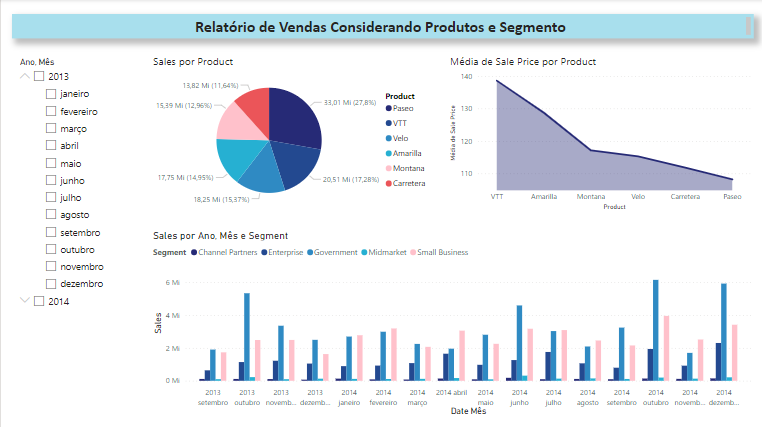 Relatório de Vendas Considerando Produtos e Segmento
Ano, Mês
2013
janeiro
fevereiro
março
abril
maio
junho
julho
agosto
setembro
outubro
novembro
dezembro
2014
Sales por Product
13,82 Mi (11,64%)
15,39 Mi (12,96%)
17,75 Mi (14,95%)
18,25 Mi (15,37%)
20,51 Mi (17,28%)
33,01 Mi (27,8%)
Product
Paseo
VTT
Velo
Amarilla
Montana
Carretera
Média de Sale Price por Product
Média de Sale Price
140
130
120
110
VTT Amarilla Montana Velo Carretera Paseo
Product
Sales por Ano, Mês e Segment
Segment Channel Partners Enterprise Government Midmarket Small Business
Sales
6 Mi
4 Mi
2 Mi
0 Mi
2013 setembro
2013 outubro
2013 novemb...
2013 dezemb...
2014 janeiro
2014 fevereiro
2014 março
2014 abril
2014 maio
2014 junho
2014 julho
2014 agosto
2014 setembro
2014 outubro
2014 novemb...
2014 dezemb...
Date Mês